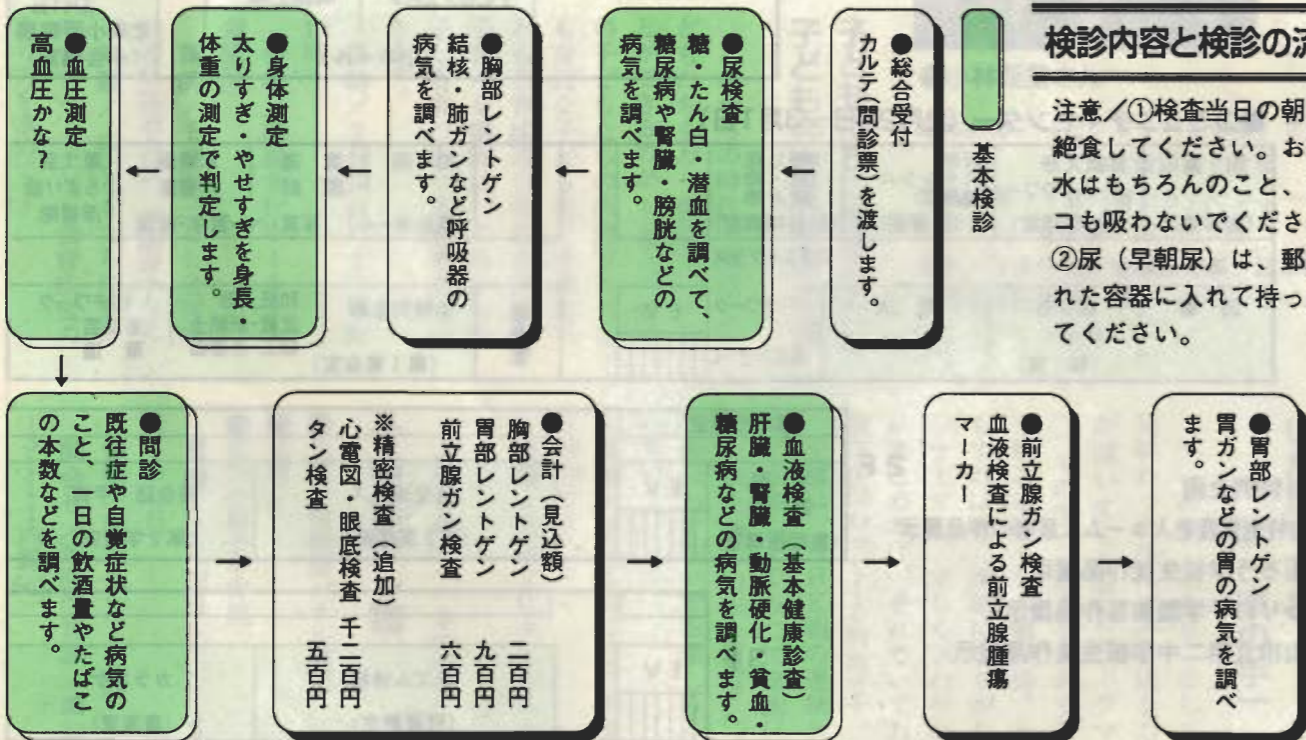 検診内容と検診の
注意／①検査当日の朝
絶食してください。お
水はもちろんのこと、
コも吸わないでくださ
②尿（早朝尿）は、郵
れた容器に入れて持っ
てください。
基本検診
●総合受付
カルテ（問診票）を渡します。
●尿検査
糖・たん白・潜血を調べて、
糖尿病や腎臓・膀胱などの
病気を調べます。
●胸部レントゲン
結核・肺ガンなど呼吸器の
病気を調べます。
●身体測定
太りすぎ・やせすぎを身長・
体重の測定で判定します。
●血圧測定
高血圧かな？
●問診
既往症や自覚症状など病気の
こと、一日の飲酒量やたばこ
の本数などを調べます。
●会計（見込額）
胸部レントゲン 二百円
胃部レントゲン 九百円
前立腺ガン検査 六百円
※精密検査（追加）
心電図・眼底検査 千二百円
タン検査 五百円
●血液検査（基本健康診査）
肝臓・腎臓・動脈硬化・貧血・
糖尿病などの病気を調べます。
●前立腺ガン検査
血液検査による前立腺腫瘍
マーカー
●胃部レントゲン
胃ガンなどの胃の病気を調べ
ます。